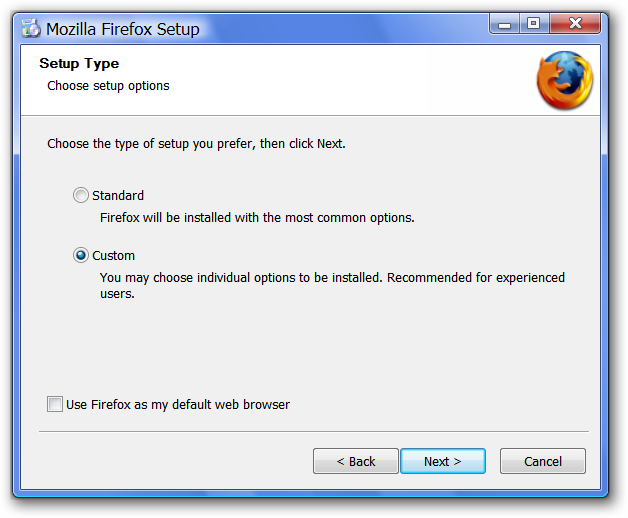 Mozilla Firefox Setup
Setup Type
Choose setup options
Choose the type of setup you prefer, then click Next.
Standard
Firefox will be installed with the most common options.
Custom
You may choose individual options to be installed. Recommended for experienced
users.
Use Firefox as my default web browser
< Back
Next >
Cancel